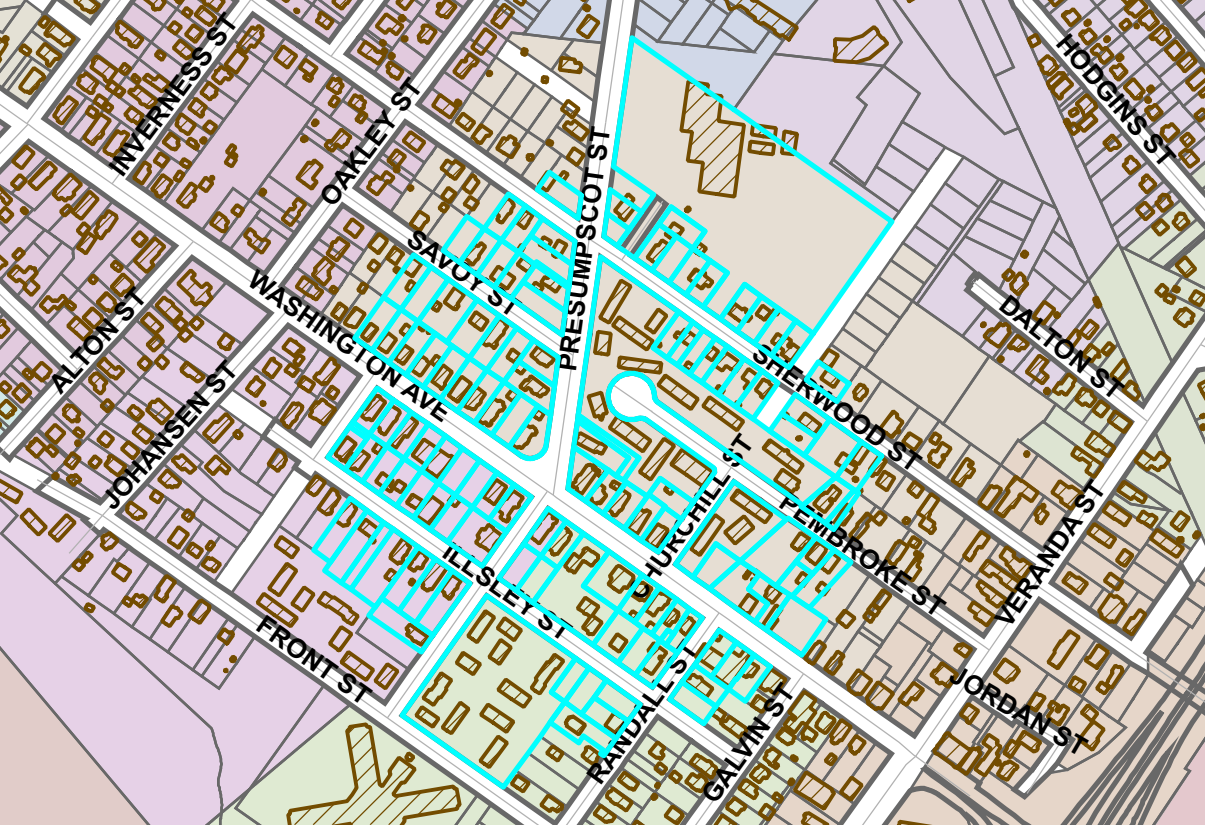 INVERNESS ST
HODGINS ST
OAKLEY ST
PRESUMPSCOT ST
SAVOY ST
WASHINGTON AVE
ALTON ST
DALTON ST
JOHANSEN ST
SHERWOOD ST
CHURCHILL ST
PEMBROKE ST
VERANDA ST
ILLSLEY ST
FRONT ST
RANDALL ST
GALVIN ST
JORDAN ST